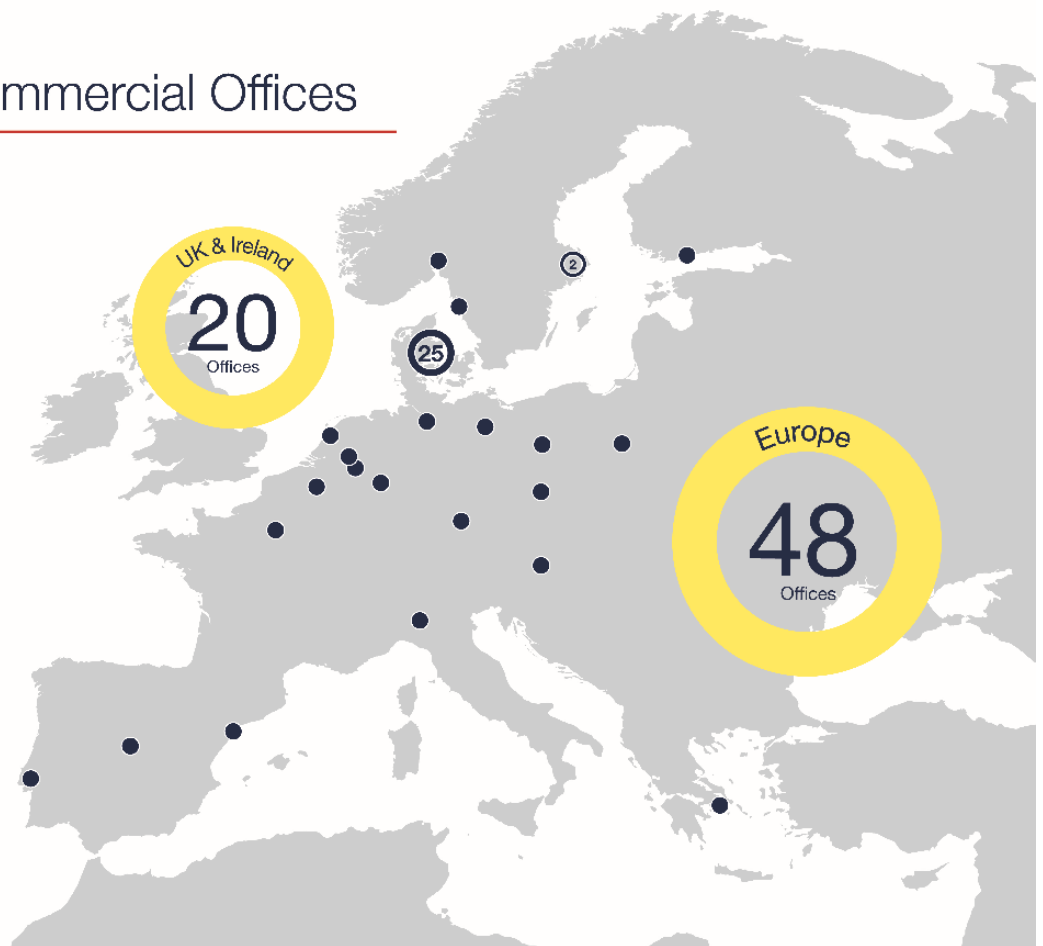 mmercial Offices
UK & Ireland
20
Offices
2
25
Europe
48
Offices